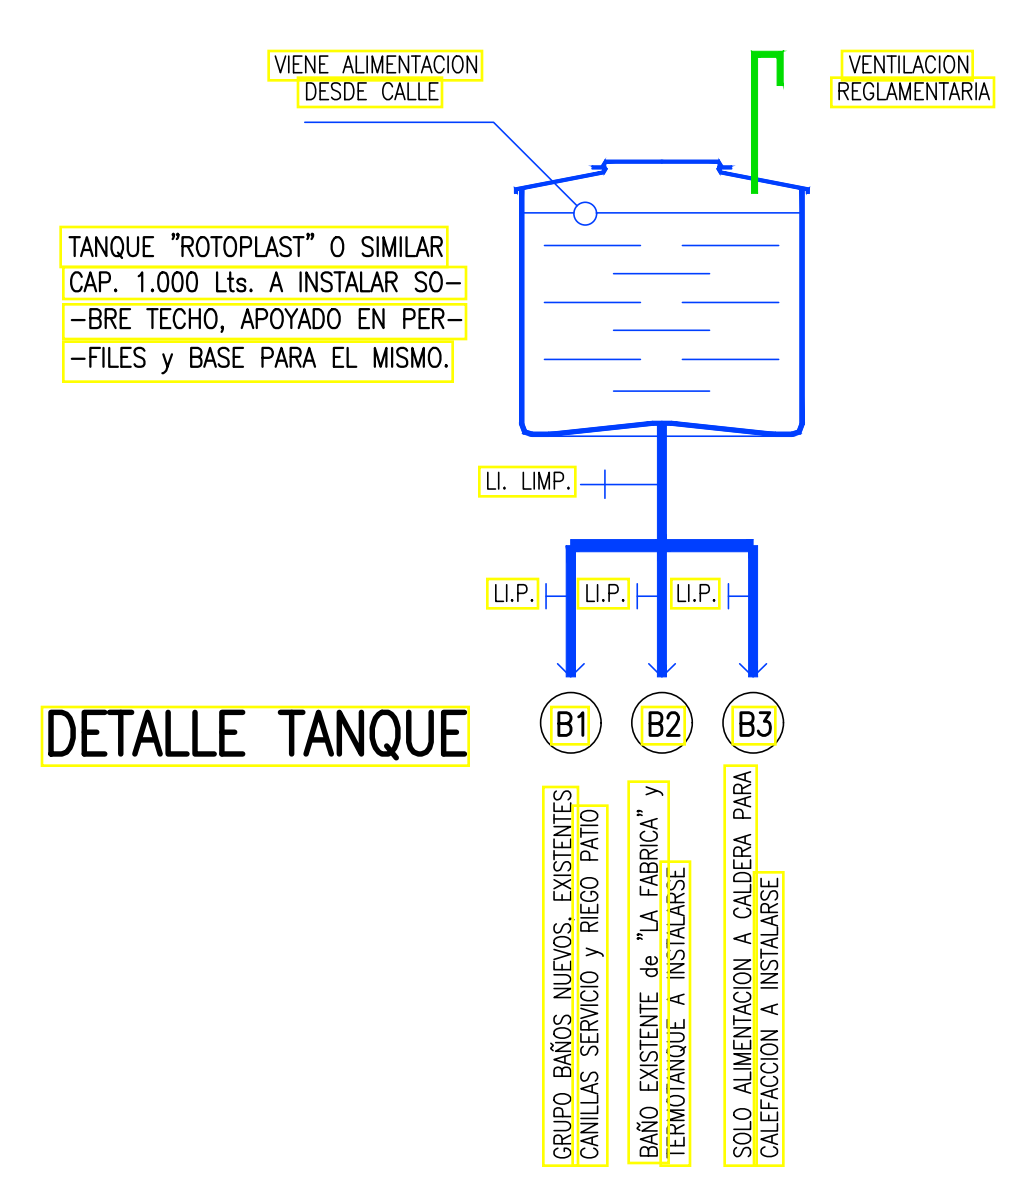 VIENE ALIMENTACION
DESDE CALLE
VENTILACION
REGLAMENTARIA
TANQUE "ROTOPLAST" O SIMILAR
CAP. 1.000 Lts. A INSTALAR SO-
-BRE TECHO, APOYADO EN PER-
-FILES y BASE PARA EL MISMO.
LI. LIMP.
LI.P.
LI.P.
LI.P.
DETALLE TANQUE
B1
B2
B3
GRUPO BAÑOS NUEVOS, EXISTENTES
CANILLAS SERVICIO y RIEGO PATIO
BAÑO EXISTENTE de "LA FABRICA" y
TERMOTANQUE A INSTALARSE
SOLO ALIMENTACION A CALDERA PARA
CALEFACCION A INSTALARSE